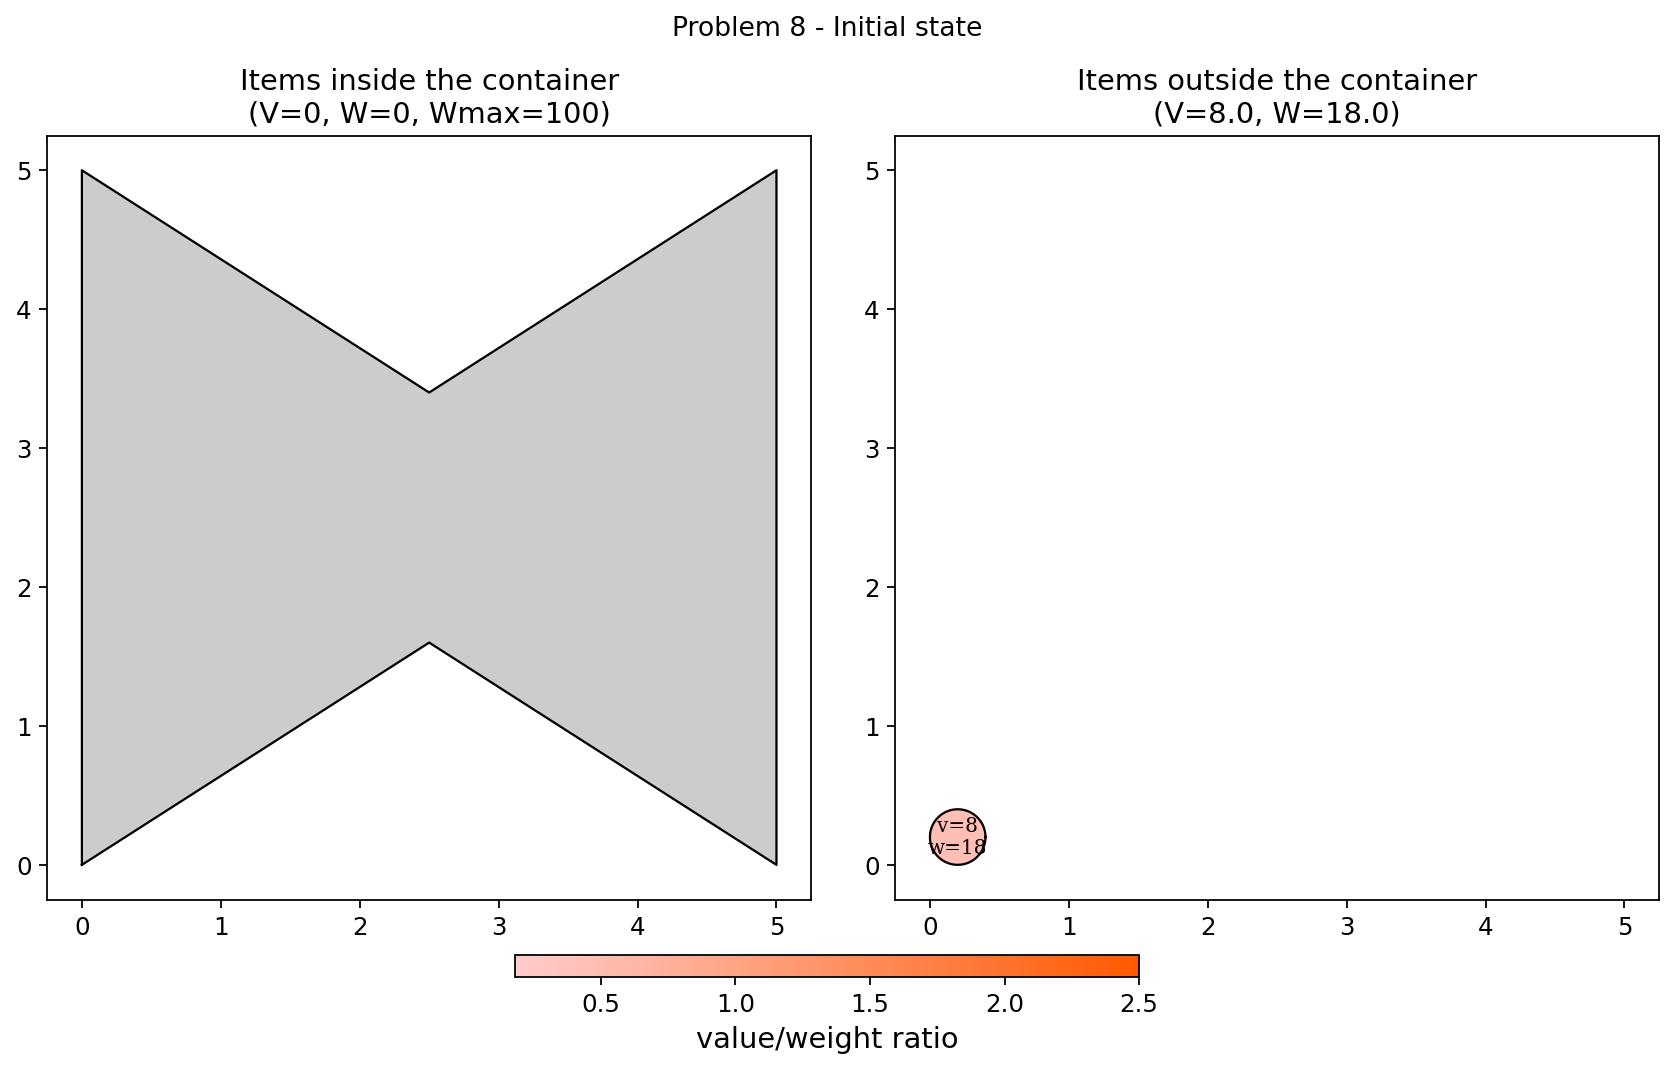 Problem 8 - Initial state
Items inside the container
(V=0, W=0, Wmax=100)
5
4
3
2
1
0
0 1 2 3 4 5
Items outside the container
(V=8.0, W=18.0)
5
4
3
2
1
0
v=8
w=18
0 1 2 3 4 5
0.5 1.0 1.5 2.0 2.5
value/weight ratio